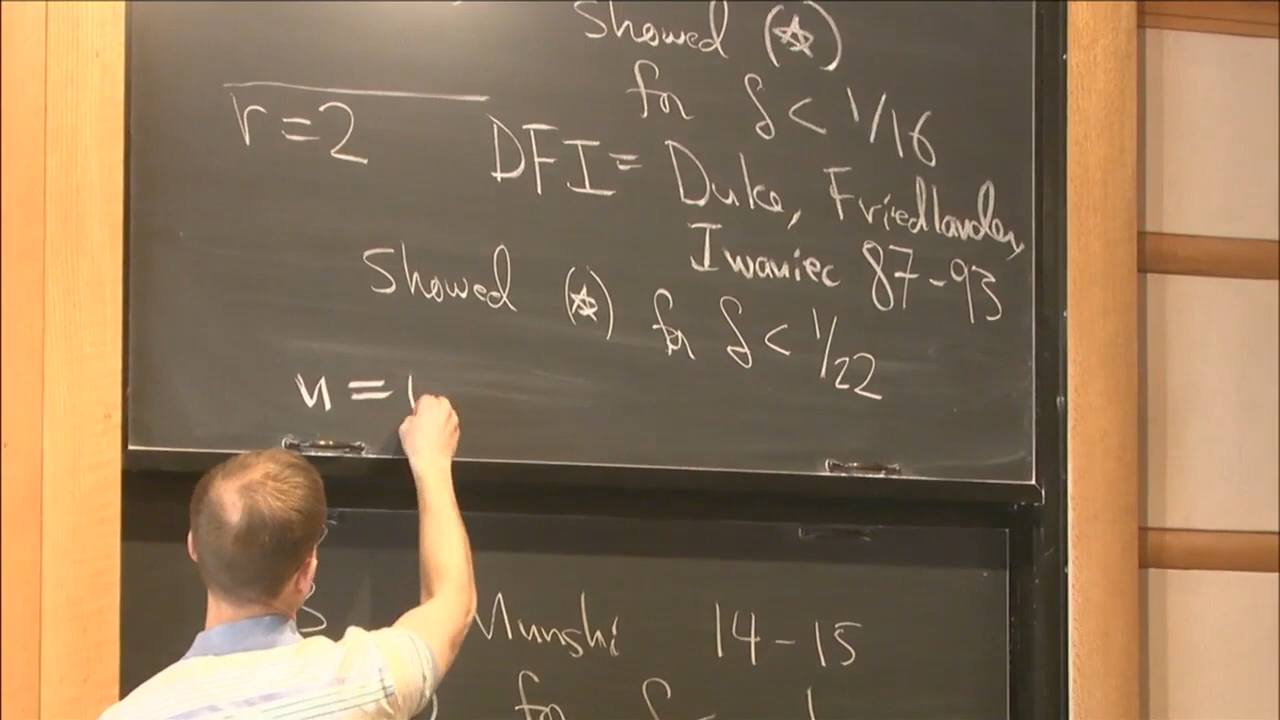 Showed (☆)
for δ < 1/16
r = 2
DFI = Duke, Friedlander,
Iwaniec 87-93
Showed (☆) for δ < 1/22
n =
Munshi 14-15
for δ